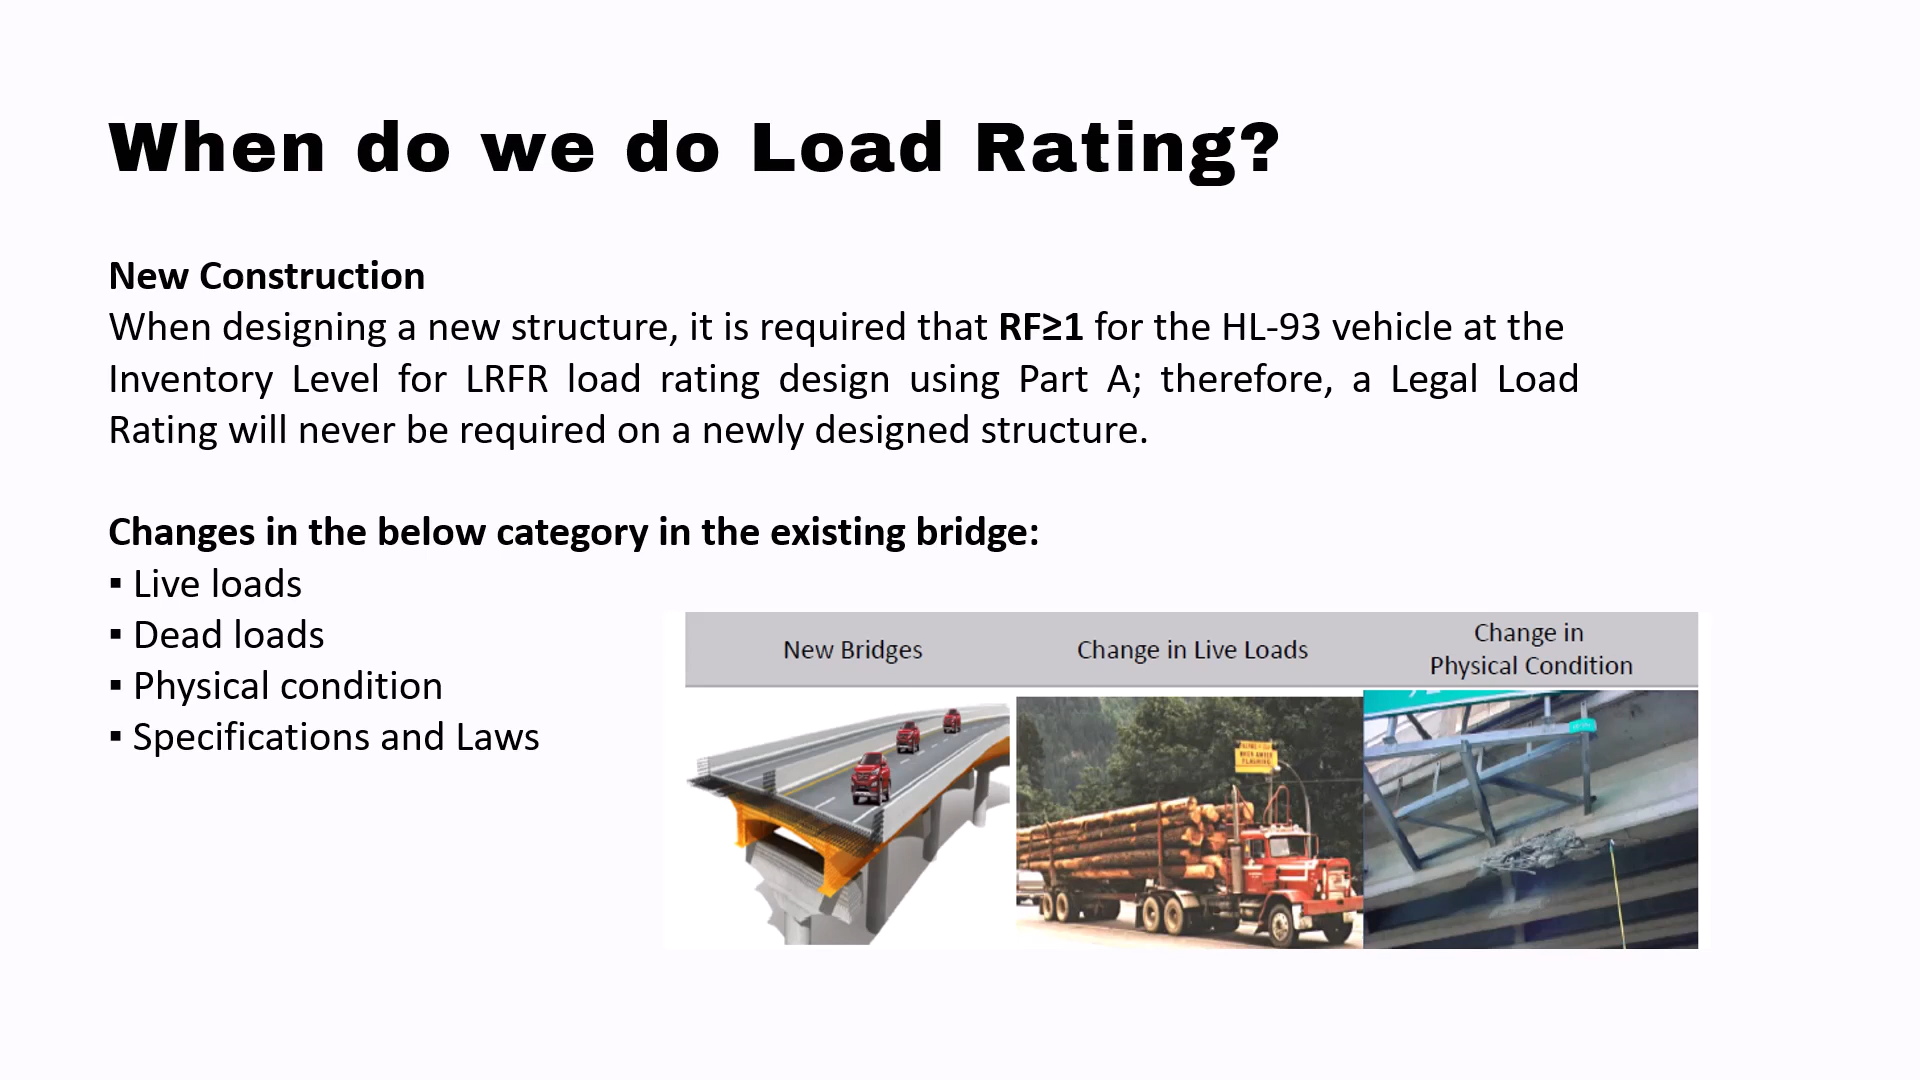 When do we do Load Rating?
New Construction
When designing a new structure, it is required that RF≥1 for the HL-93 vehicle at the
Inventory Level for LRFR load rating design using Part A; therefore, a Legal Load
Rating will never be required on a newly designed structure.
Changes in the below category in the existing bridge:
▪ Live loads
▪ Dead loads
▪ Physical condition
▪ Specifications and Laws
New Bridges
Change in Live Loads
Change in
Physical Condition